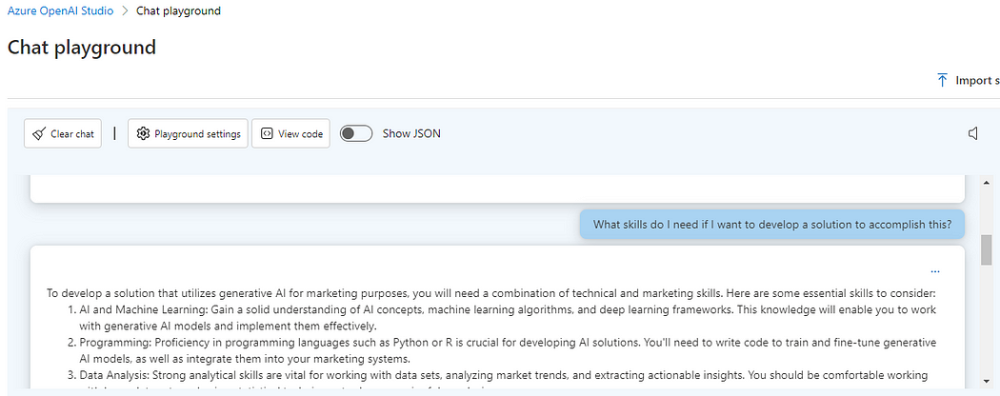 Azure OpenAI Studio > Chat playground
Chat playground
Import s
Clear chat | Playground settings View code Show JSON
What skills do I need if I want to develop a solution to accomplish this?
...
To develop a solution that utilizes generative AI for marketing purposes, you will need a combination of technical and marketing skills. Here are some essential skills to consider:
1. AI and Machine Learning: Gain a solid understanding of AI concepts, machine learning algorithms, and deep learning frameworks. This knowledge will enable you to work
with generative AI models and implement them effectively.
2. Programming: Proficiency in programming languages such as Python or R is crucial for developing AI solutions. You'll need to write code to train and fine-tune generative
AI models, as well as integrate them into your marketing systems.
3. Data Analysis: Strong analytical skills are vital for working with data sets, analyzing market trends, and extracting actionable insights. You should be comfortable working